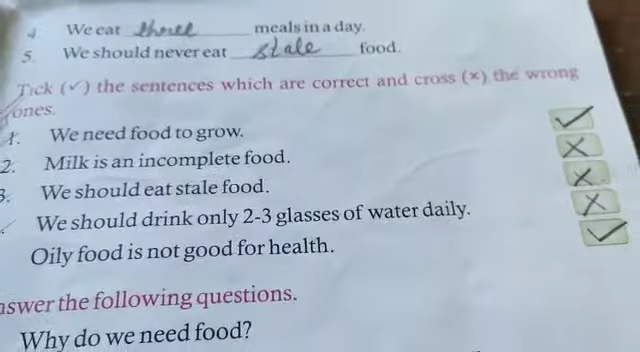 4. We eat three meals in a day.
5. We should never eat stale food.
Tick (✓) the sentences which are correct and cross (×) the wrong
ones.
1. We need food to grow. ✓
2. Milk is an incomplete food. ×
3. We should eat stale food. ×
We should drink only 2-3 glasses of water daily. ×
Oily food is not good for health. ✓
nswer the following questions.
Why do we need food?